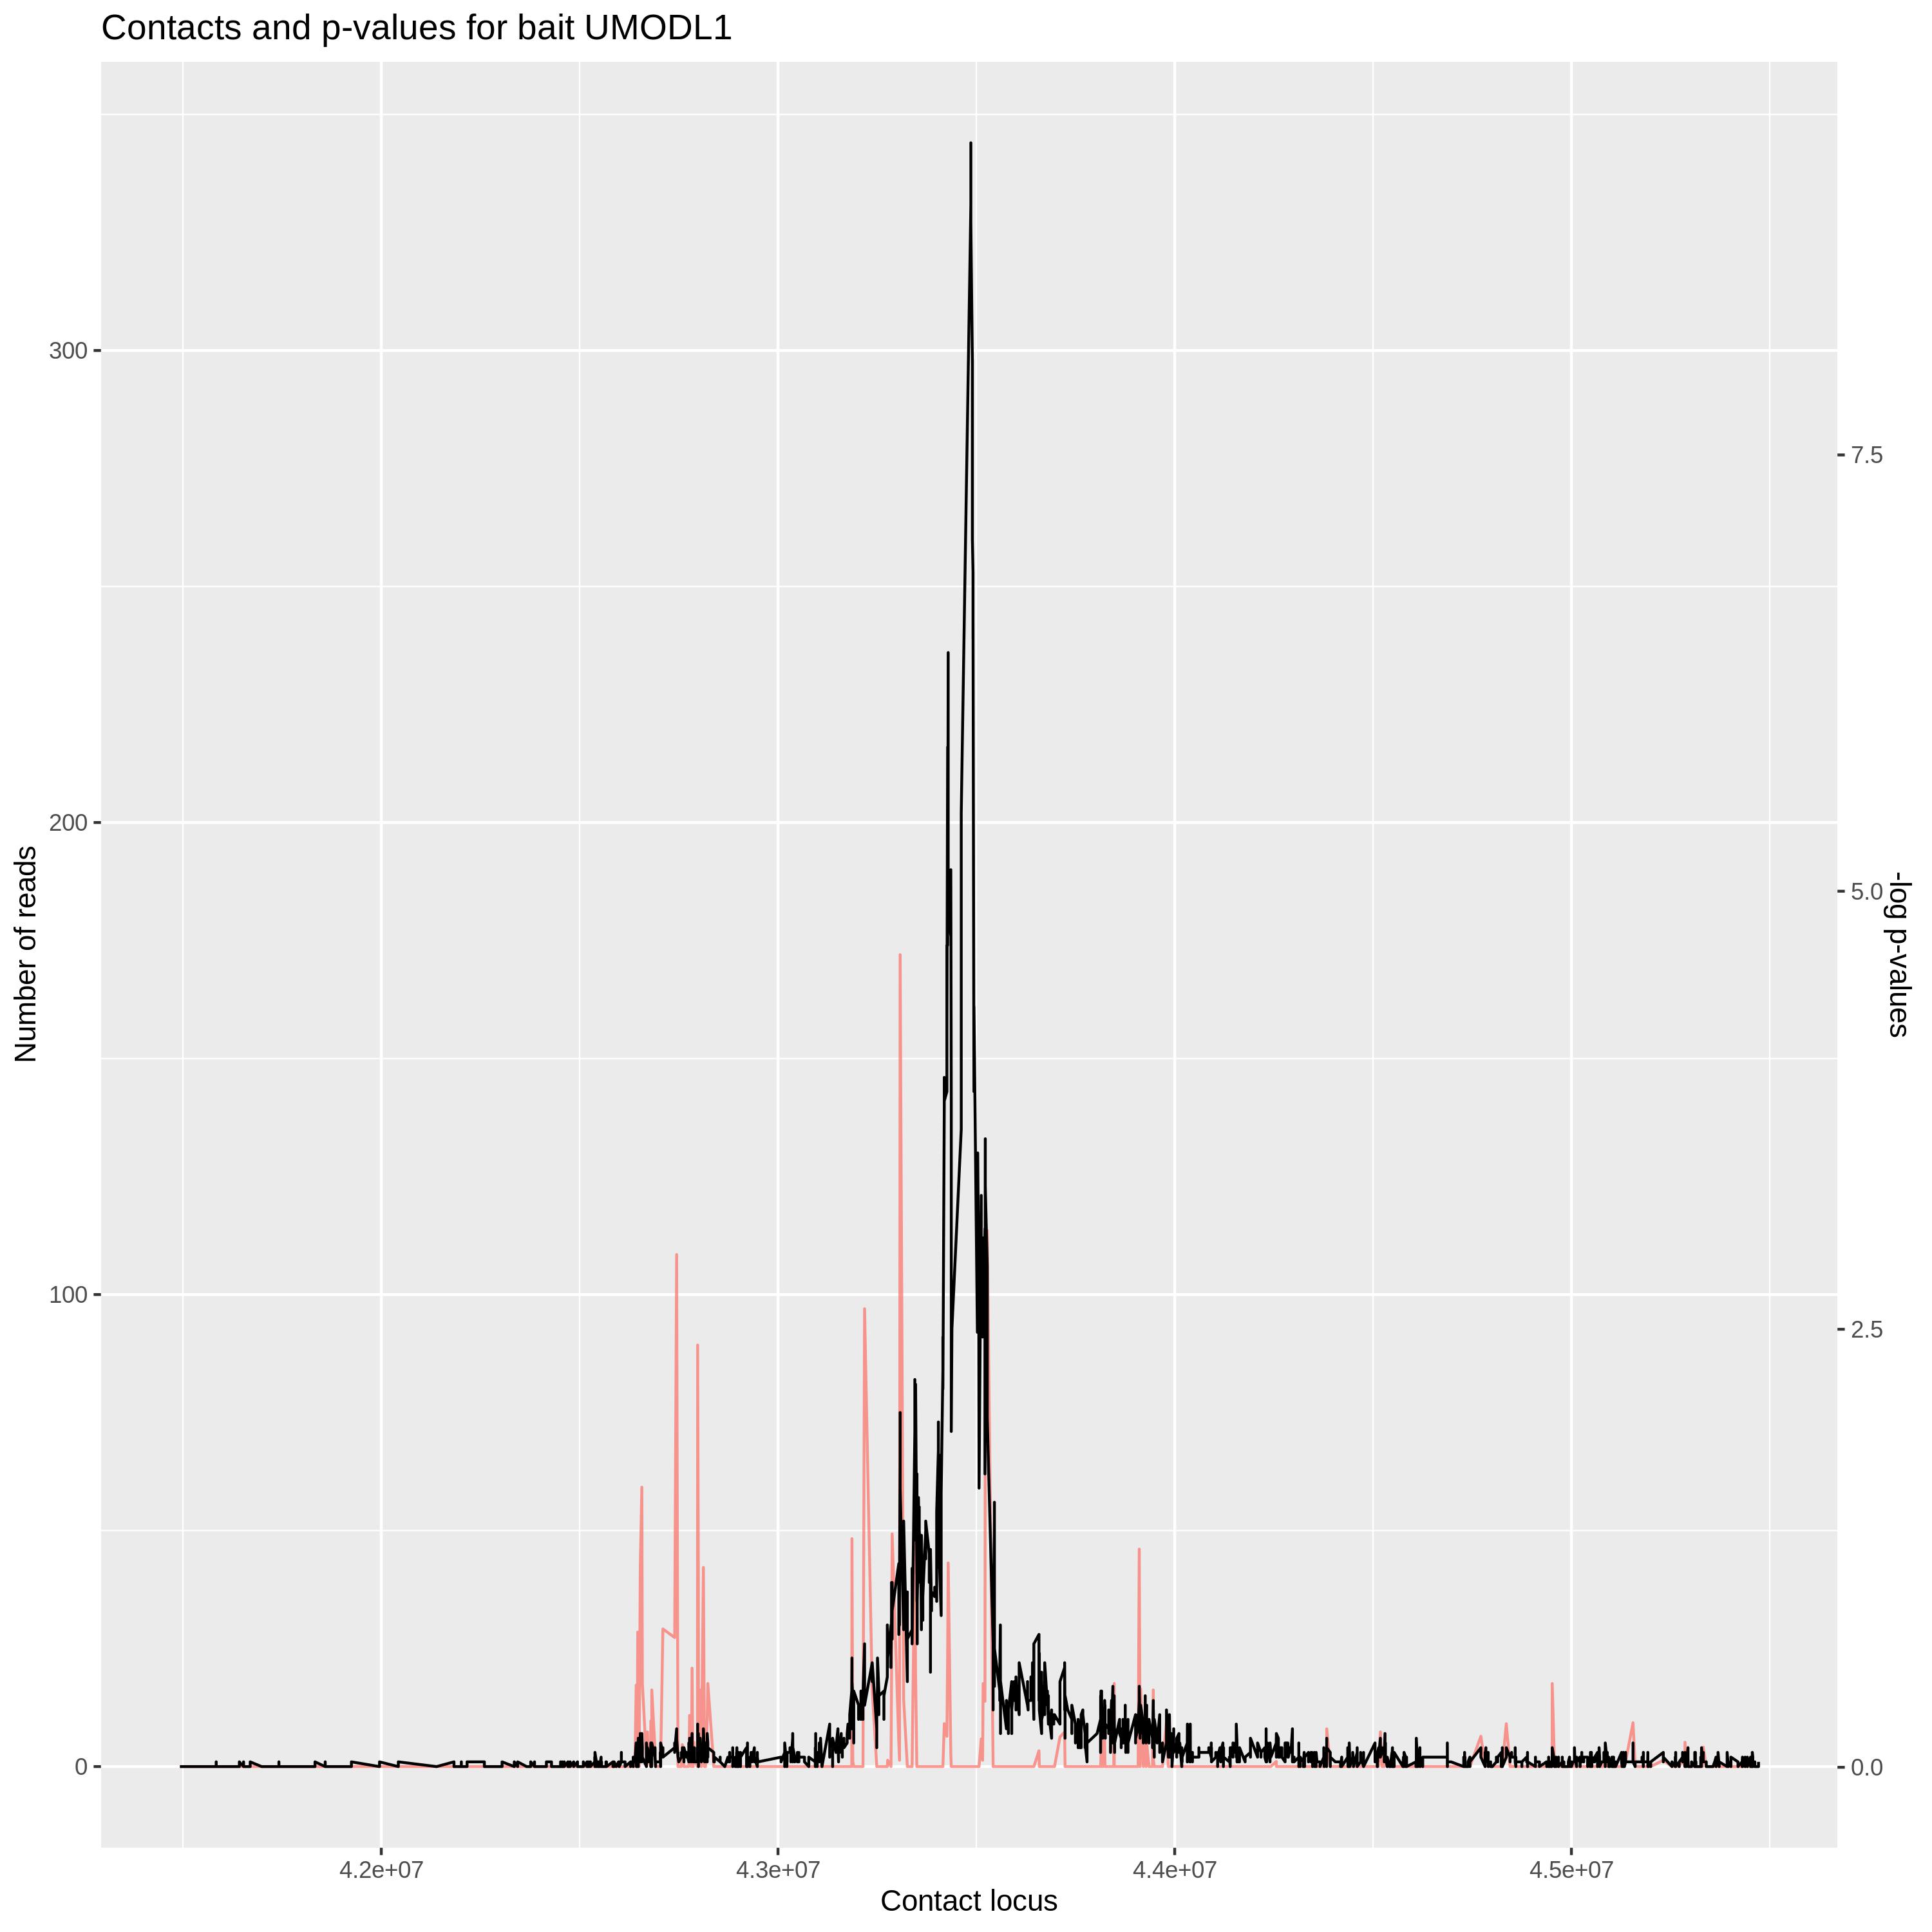 Contacts and p-values for bait UMODL1
300
200
100
0
Number of reads
7.5
5.0
2.5
0.0
-log p-values
4.2e+07
4.3e+07
4.4e+07
4.5e+07
Contact locus